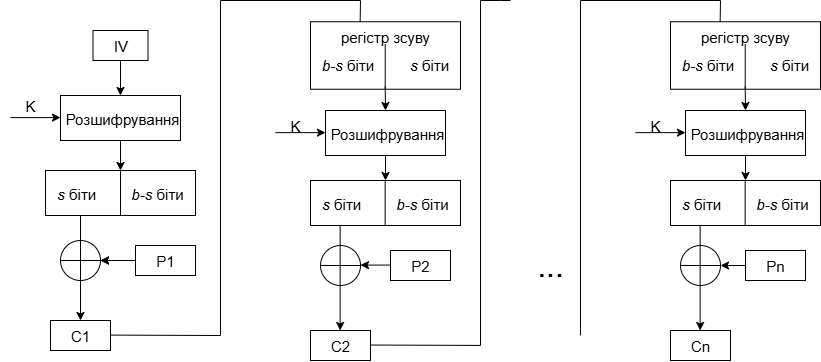 IV
K
Розшифрування
s біти
b-s біти
P1
C1
регістр зсуву
b-s біти
s біти
K
Розшифрування
s біти
b-s біти
P2
C2
...
регістр зсуву
b-s біти
s біти
K
Розшифрування
s біти
b-s біти
Pn
Cn